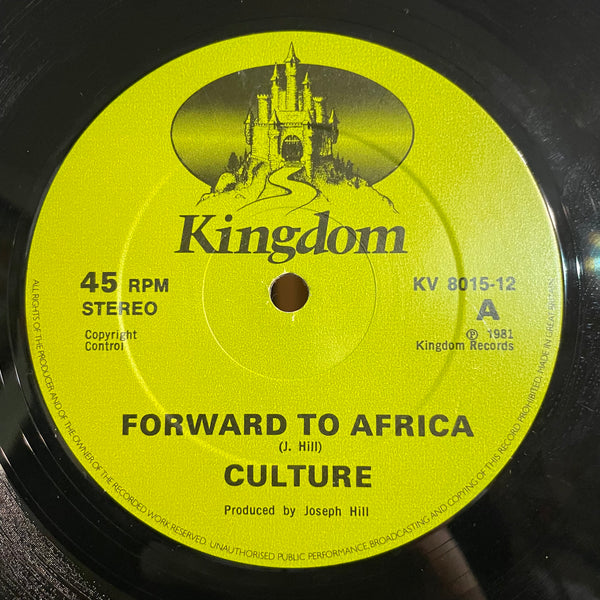 Kingdom
45 RPM
STEREO
KV 8015-12
A
Copyright
Control
℗ 1981
Kingdom Records
FORWARD TO AFRICA
(J. Hill)
CULTURE
Produced by Joseph Hill
ALL RIGHTS OF THE PRODUCER AND OF THE OWNER OF THE RECORDED WORK RESERVED. UNAUTHORISED PUBLIC PERFORMANCE, BROADCASTING AND COPYING OF THIS RECORD PROHIBITED. MADE IN GREAT BRITAIN